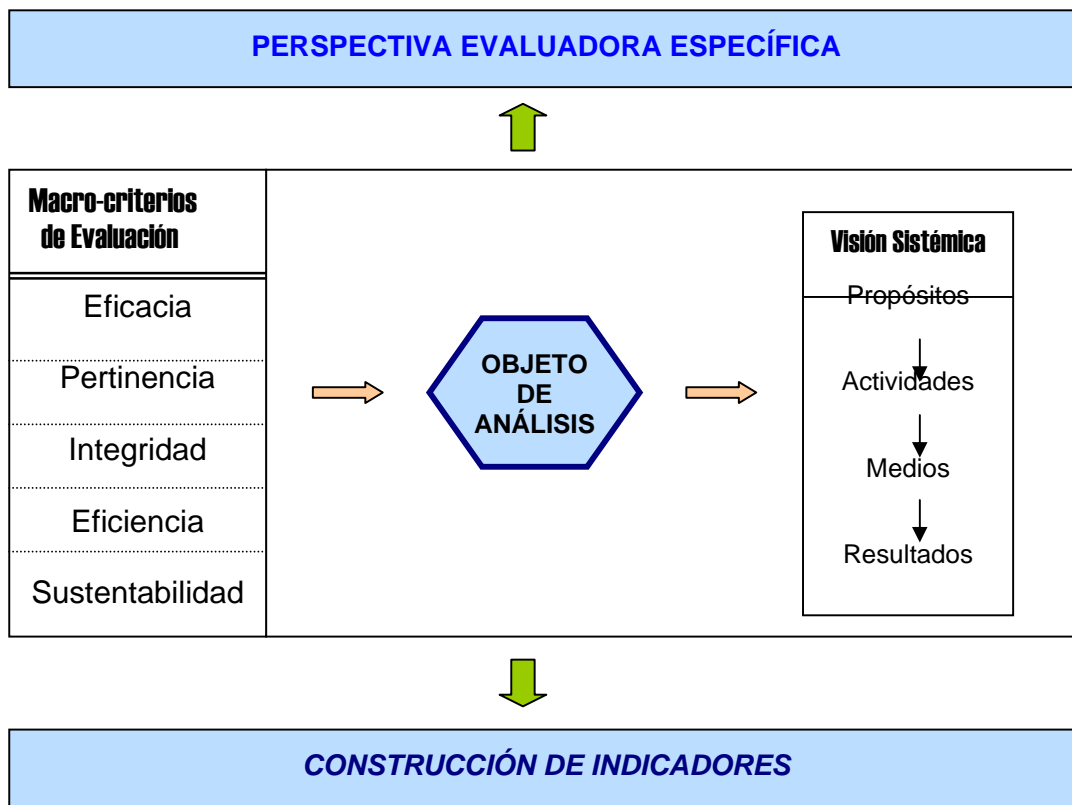 PERSPECTIVA EVALUADORA ESPECÍFICA
Macro-criterios
de Evaluación
Eficacia
Pertinencia
Integridad
Eficiencia
Sustentabilidad
OBJETO
DE
ANÁLISIS
Visión Sistémica
Propósitos
Actividades
Medios
Resultados
CONSTRUCCIÓN DE INDICADORES